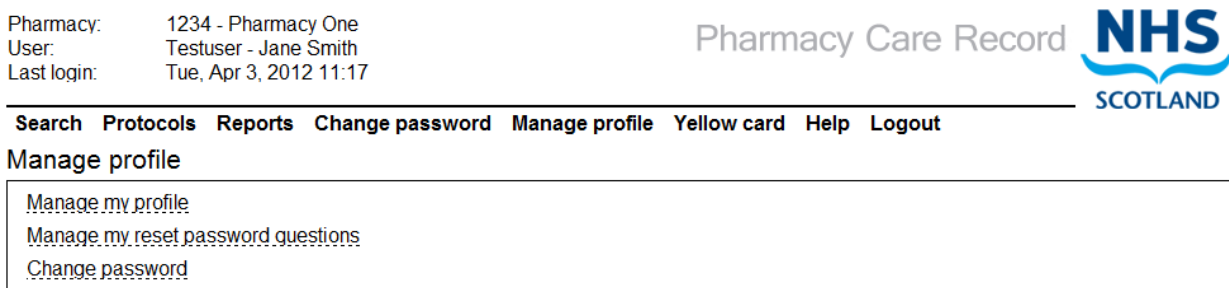 Pharmacy: 1234 - Pharmacy One
User: Testuser - Jane Smith
Last login: Tue, Apr 3, 2012 11:17
Pharmacy Care Record
NHS
SCOTLAND
Search Protocols Reports Change password Manage profile Yellow card Help Logout
Manage profile
Manage my profile
Manage my reset password questions
Change password